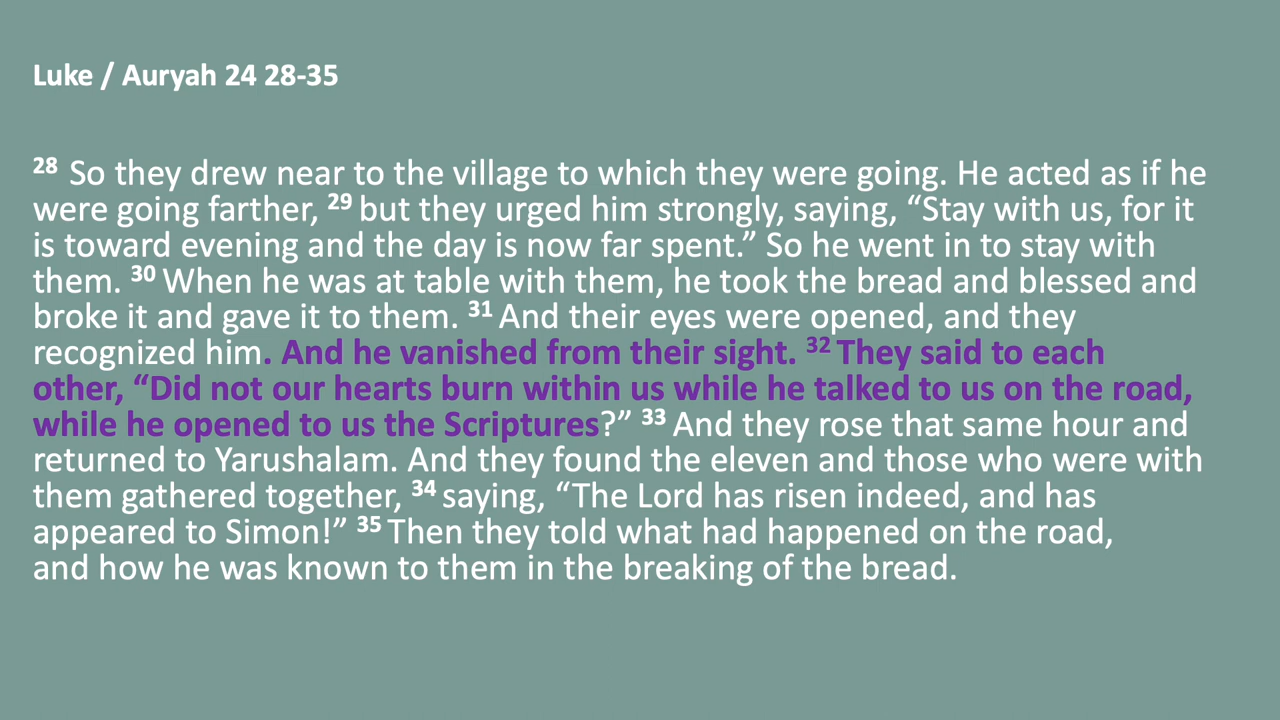 Luke / Auryah 24 28-35
28 So they drew near to the village to which they were going. He acted as if he
were going farther, 29 but they urged him strongly, saying, “Stay with us, for it
is toward evening and the day is now far spent.” So he went in to stay with
them. 30 When he was at table with them, he took the bread and blessed and
broke it and gave it to them. 31 And their eyes were opened, and they
recognized him. And he vanished from their sight. 32 They said to each
other, “Did not our hearts burn within us while he talked to us on the road,
while he opened to us the Scriptures?” 33 And they rose that same hour and
returned to Yarushalam. And they found the eleven and those who were with
them gathered together, 34 saying, “The Lord has risen indeed, and has
appeared to Simon!” 35 Then they told what had happened on the road,
and how he was known to them in the breaking of the bread.